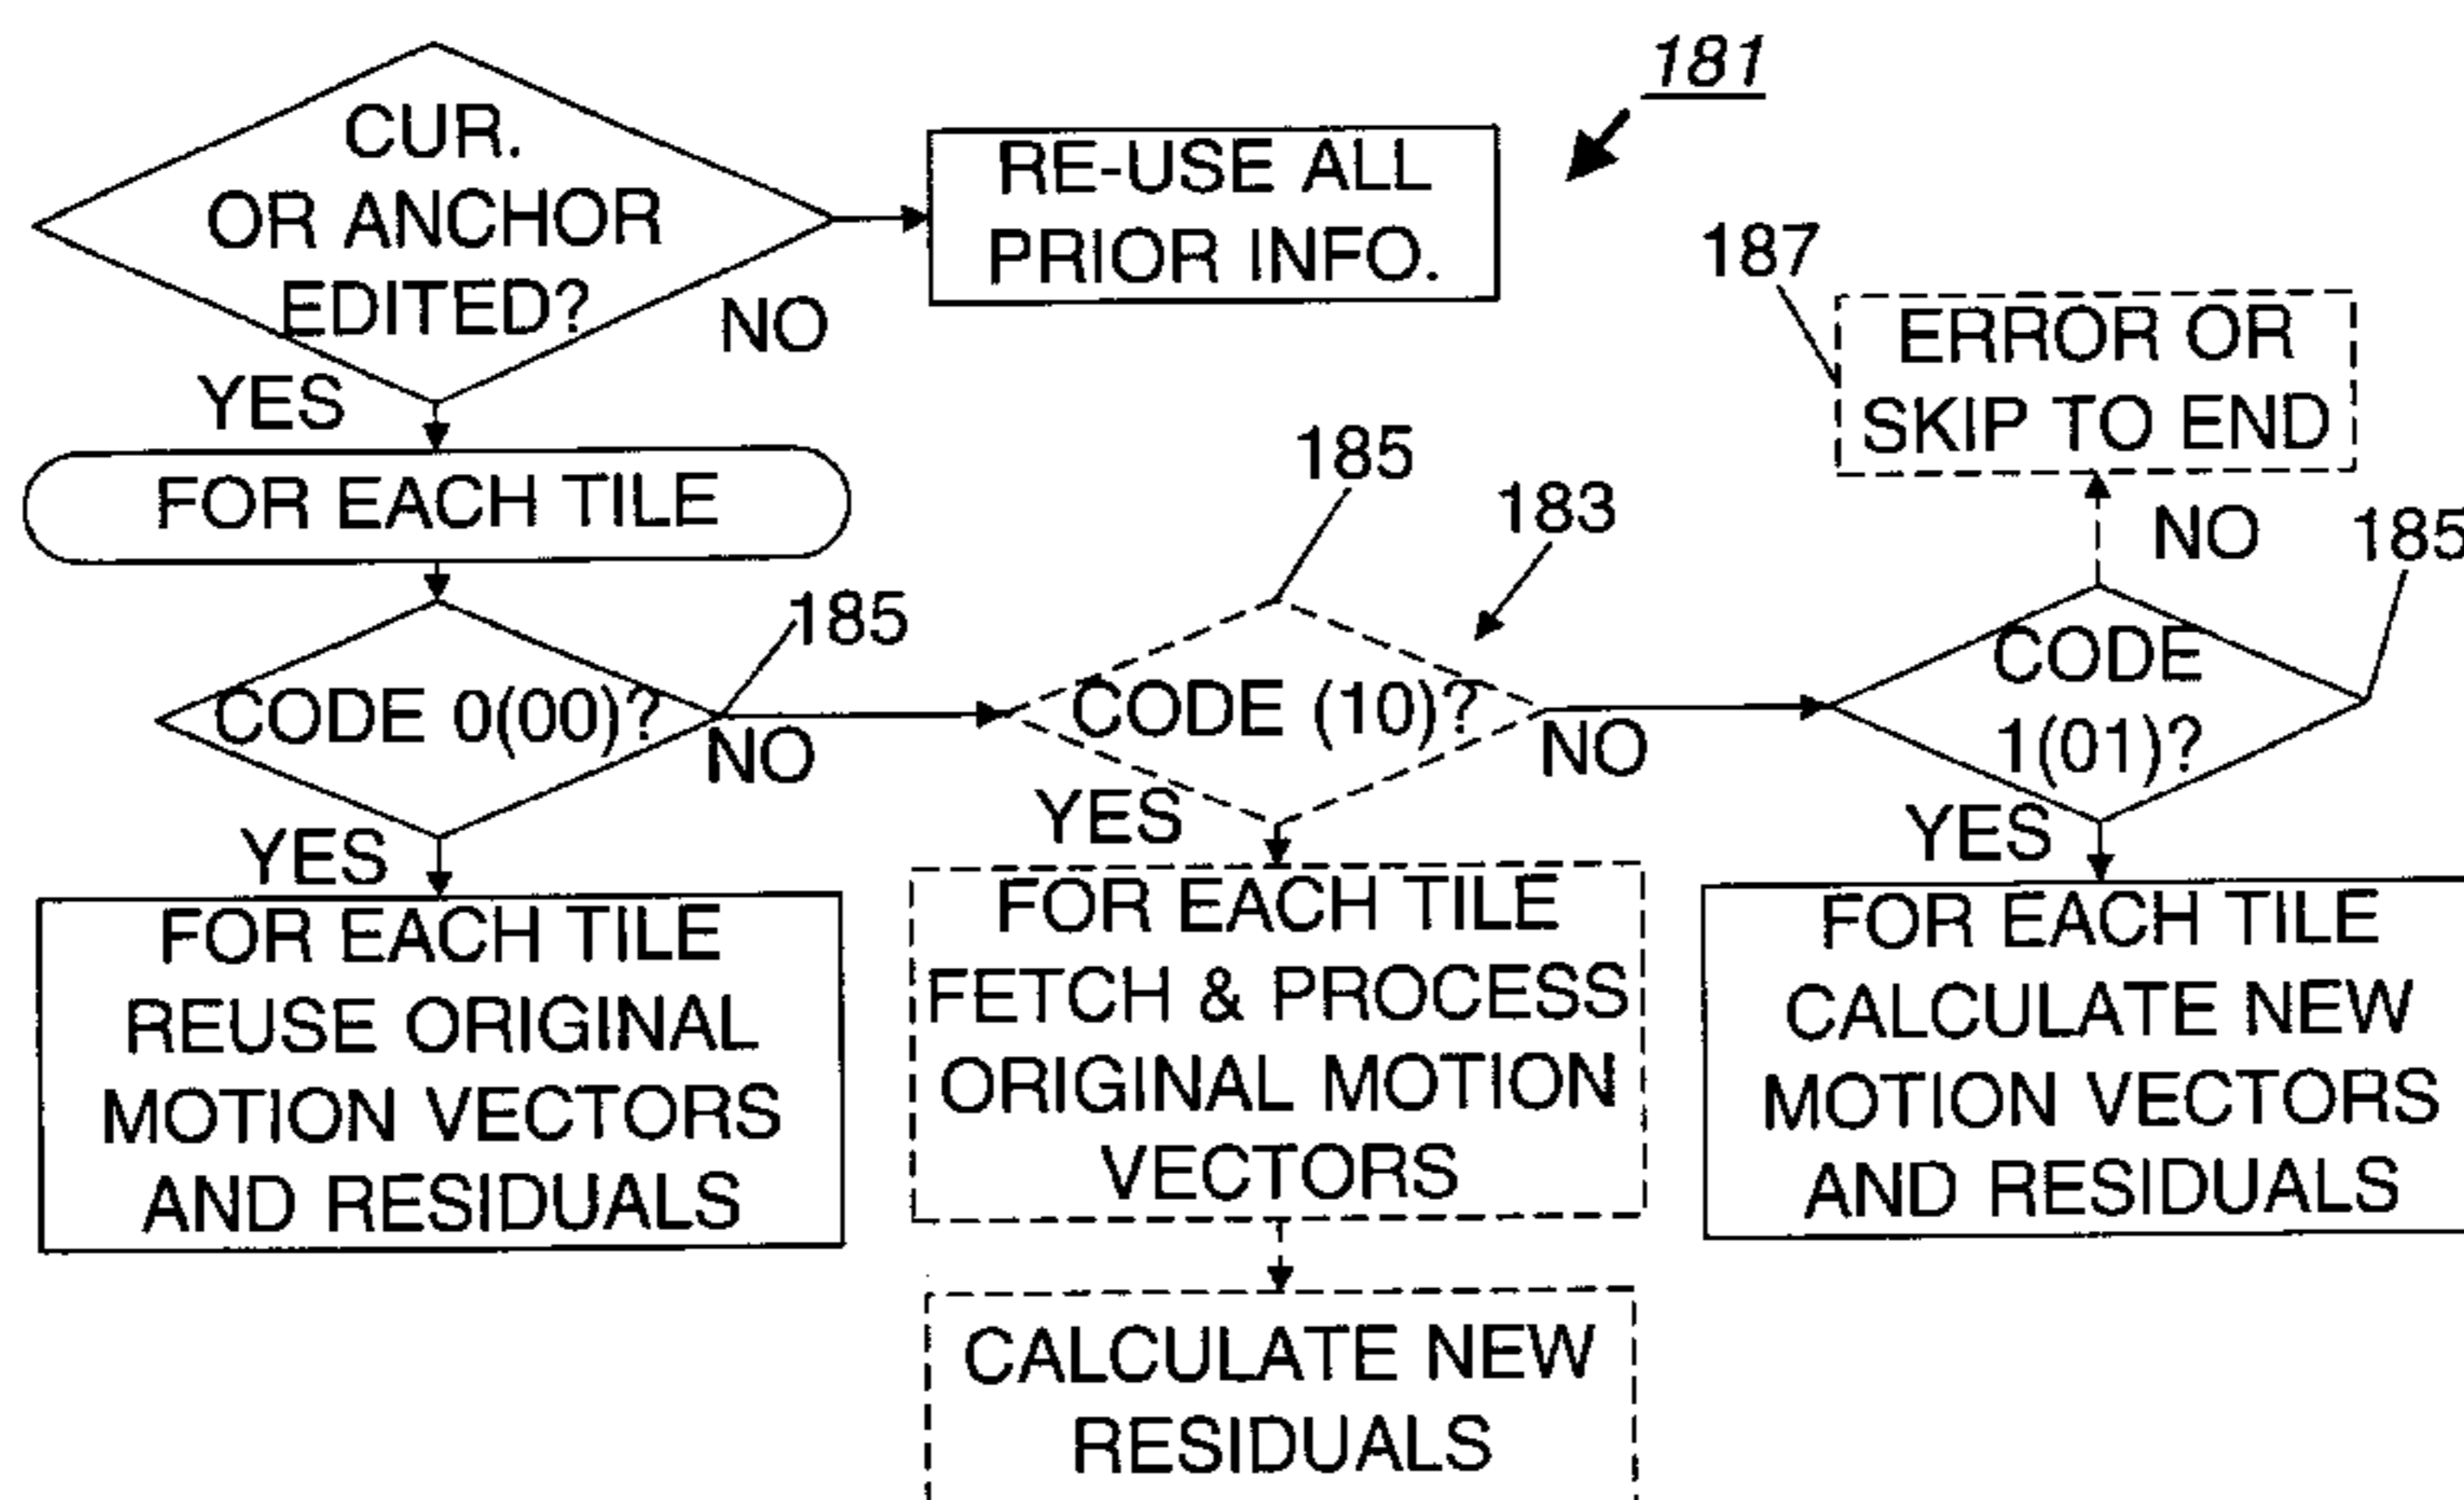 181
CUR.
OR ANCHOR
EDITED?
NO
YES
RE-USE ALL
PRIOR INFO.
187
ERROR OR
SKIP TO END
FOR EACH TILE
185
183
NO
185
185
CODE 0(00)?
NO
YES
CODE (10)?
NO
YES
CODE
1(01)?
YES
FOR EACH TILE
REUSE ORIGINAL
MOTION VECTORS
AND RESIDUALS
FOR EACH TILE
FETCH & PROCESS
ORIGINAL MOTION
VECTORS
FOR EACH TILE
CALCULATE NEW
MOTION VECTORS
AND RESIDUALS
CALCULATE NEW
RESIDUALS